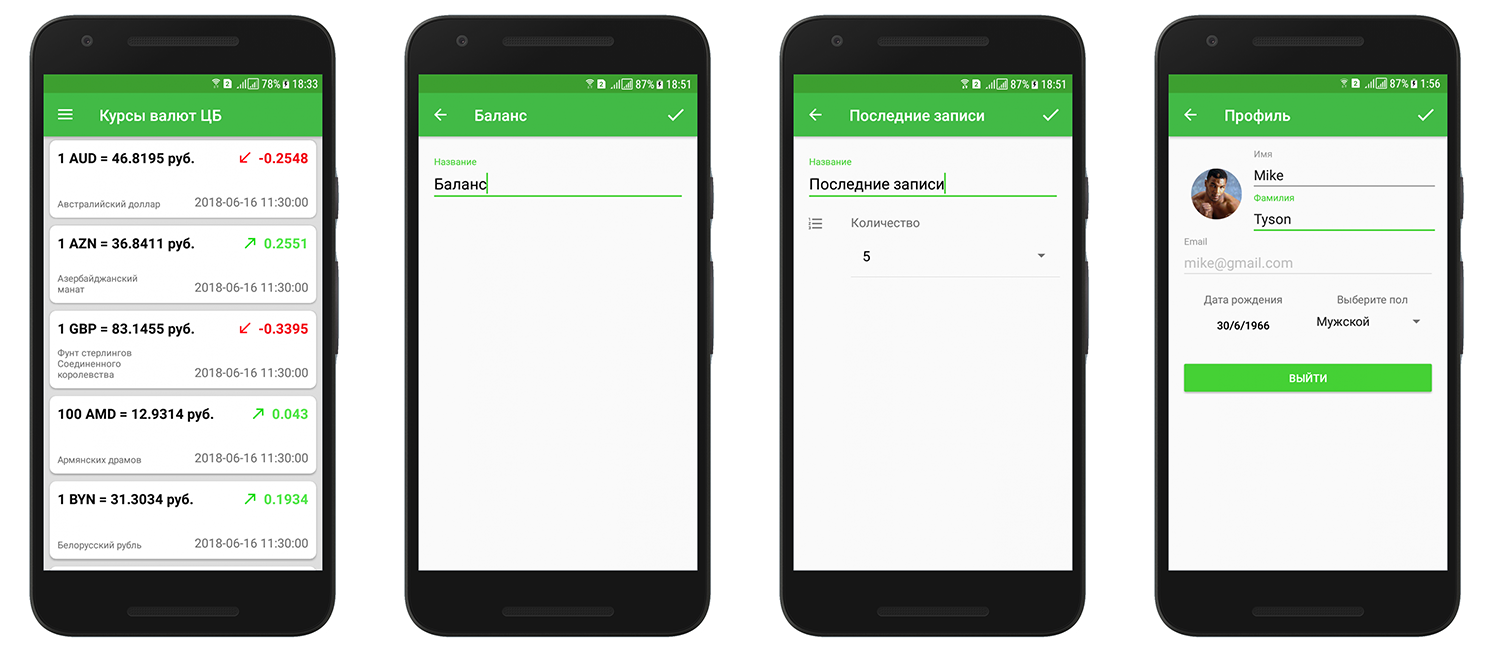 78% 18:33
Курсы валют ЦБ
1 AUD = 46.8195 руб. -0.2548
Австралийский доллар 2018-06-16 11:30:00
1 AZN = 36.8411 руб. 0.2551
Азербайджанский
манат 2018-06-16 11:30:00
1 GBP = 83.1455 руб. -0.3395
Фунт стерлингов
Соединенного
королевства 2018-06-16 11:30:00
100 AMD = 12.9314 руб. 0.043
Армянских драмов 2018-06-16 11:30:00
1 BYN = 31.3034 руб. 0.1934
Белорусский рубль 2018-06-16 11:30:00
2 87% 18:51
Баланс
Название
Баланс
2 87% 18:51
Последние записи
Название
Последние записи
Количество
5
2 87% 1:56
Профиль
Имя
Mike
Фамилия
Tyson
Email
mike@gmail.com
Дата рождения Выберите пол
30/6/1966 Мужской
ВЫЙТИ